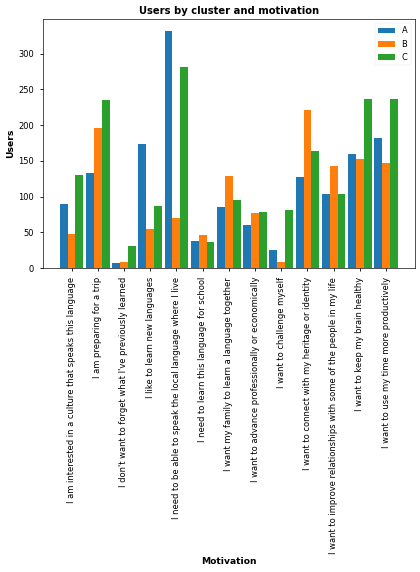 Users by cluster and motivation
A
B
C
Users
300
250
200
150
100
50
0
I am interested in a culture that speaks this language
I am preparing for a trip
I don't want to forget what I've previously learned
I like to learn new languages
I need to be able to speak the local language where I live
I need to learn this language for school
I want my family to learn a language together
I want to advance professionally or economically
I want to challenge myself
I want to connect with my heritage or identity
I want to improve relationships with some of the people in my life
I want to keep my brain healthy
I want to use my time more productively
Motivation